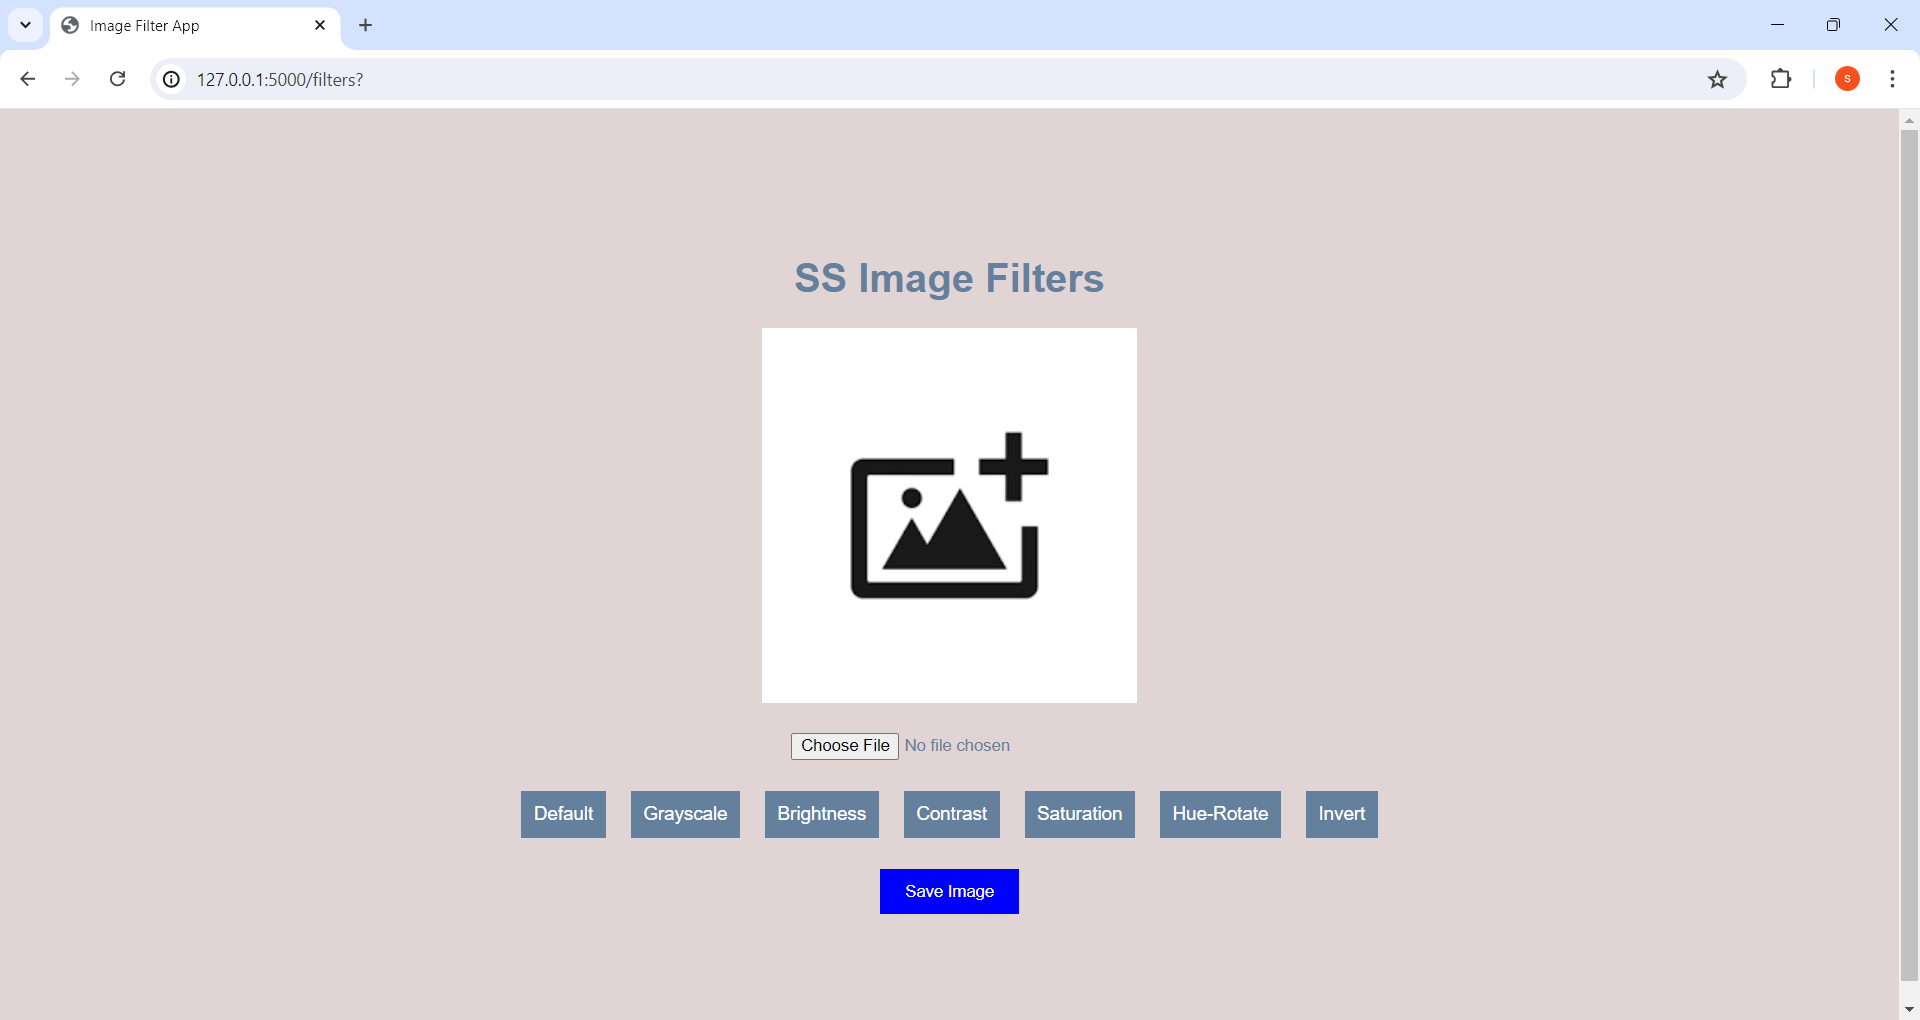 Image Filter App
127.0.0.1:5000/filters?
S
SS Image Filters
Choose File No file chosen
Default Grayscale Brightness Contrast Saturation Hue-Rotate Invert
Save Image